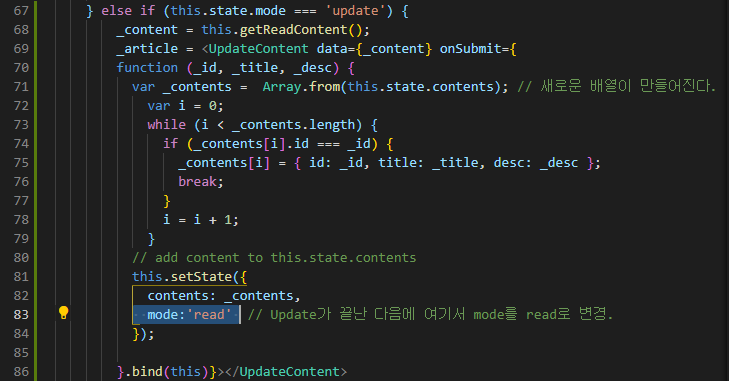 67 } else if (this.state.mode === 'update') {
68 _content = this.getReadContent();
69 _article = <UpdateContent data={_content} onSubmit={
70 function (_id, _title, _desc) {
71 var _contents =  Array.from(this.state.contents); // 새로운 배열이 만들어진다.
72 var i = 0;
73 while (i < _contents.length) {
74 if (_contents[i].id === _id) {
75 _contents[i] = { id: _id, title: _title, desc: _desc };
76 break;
77 }
78 i = i + 1;
79 }
80 // add content to this.state.contents
81 this.setState({
82 contents: _contents,
83 mode:'read' // Update가 끝난 다음에 여기서 mode를 read로 변경.
84 });
85
86 }.bind(this)}></UpdateContent>